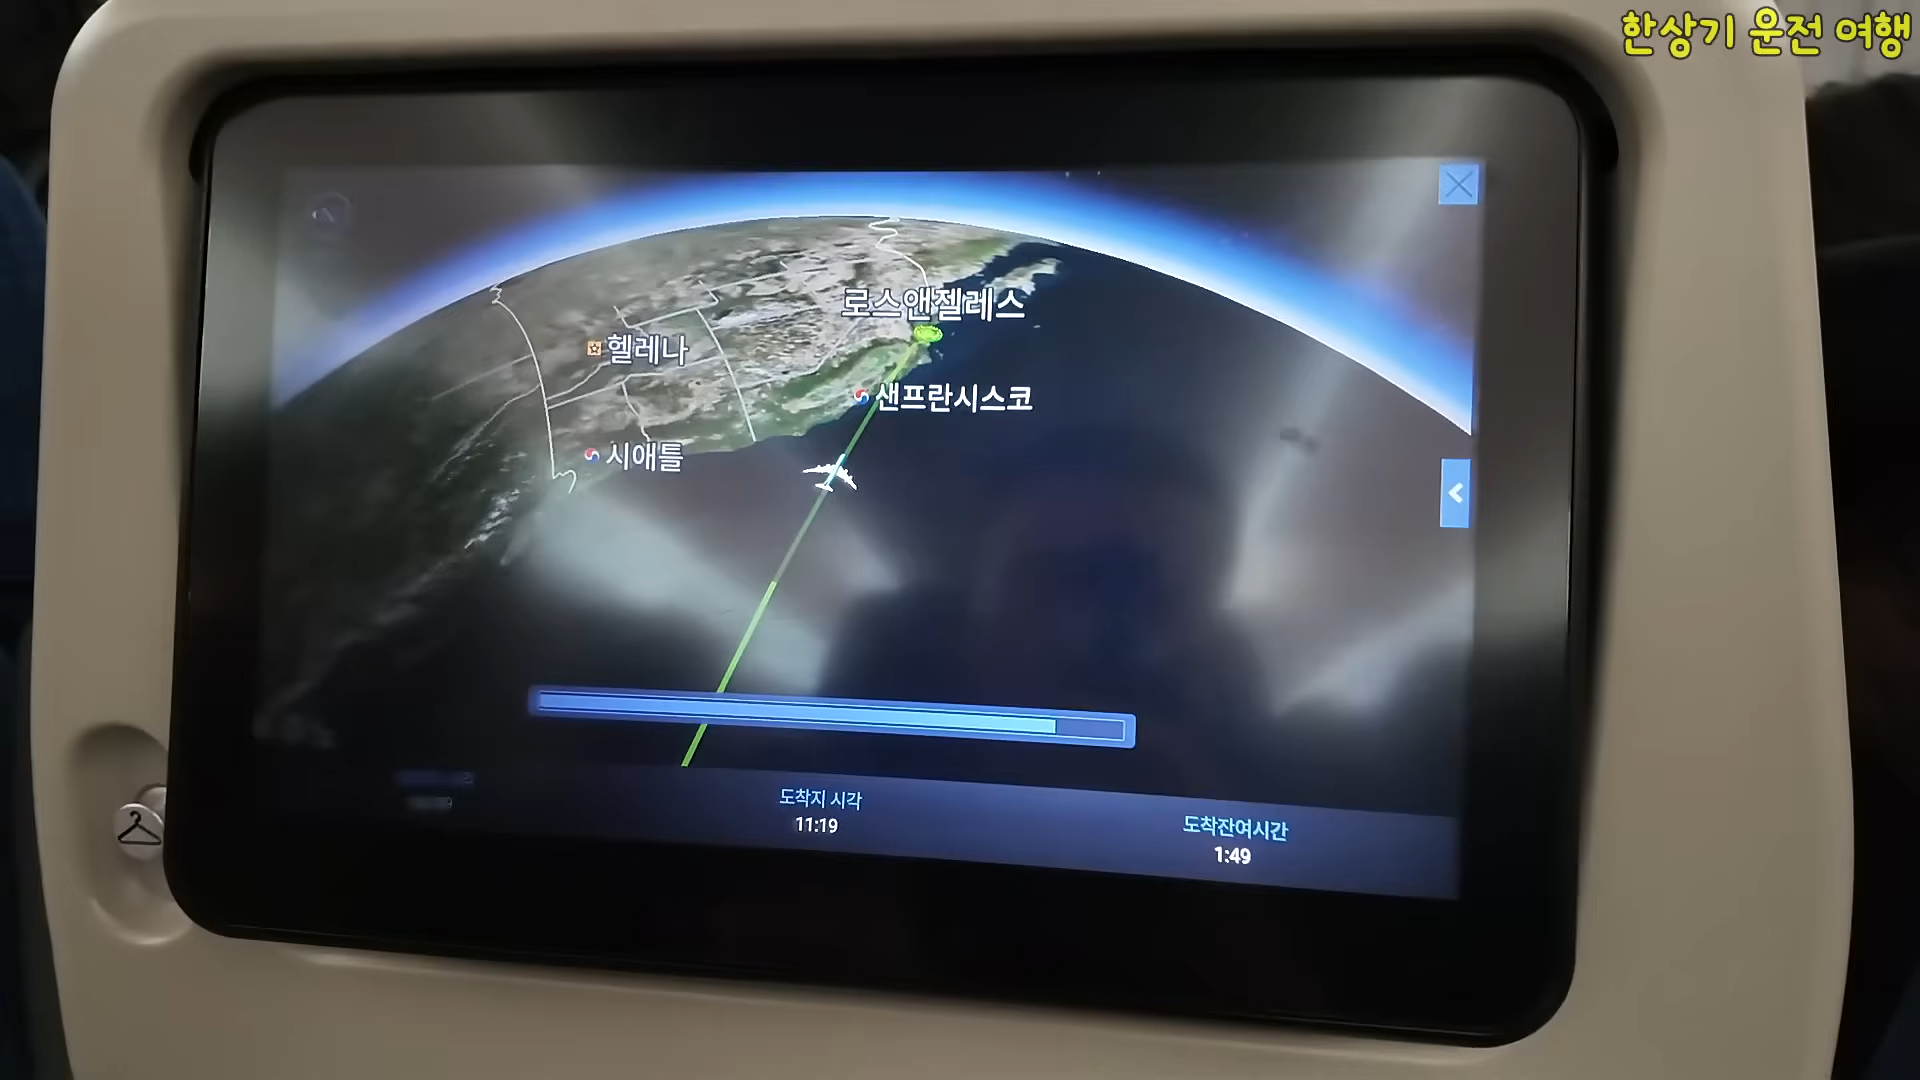 한상기 운전 여행
로스앤젤레스
헬레나
샌프란시스코
시애틀
도착지 시각
11:19
도착잔여시간
1:49